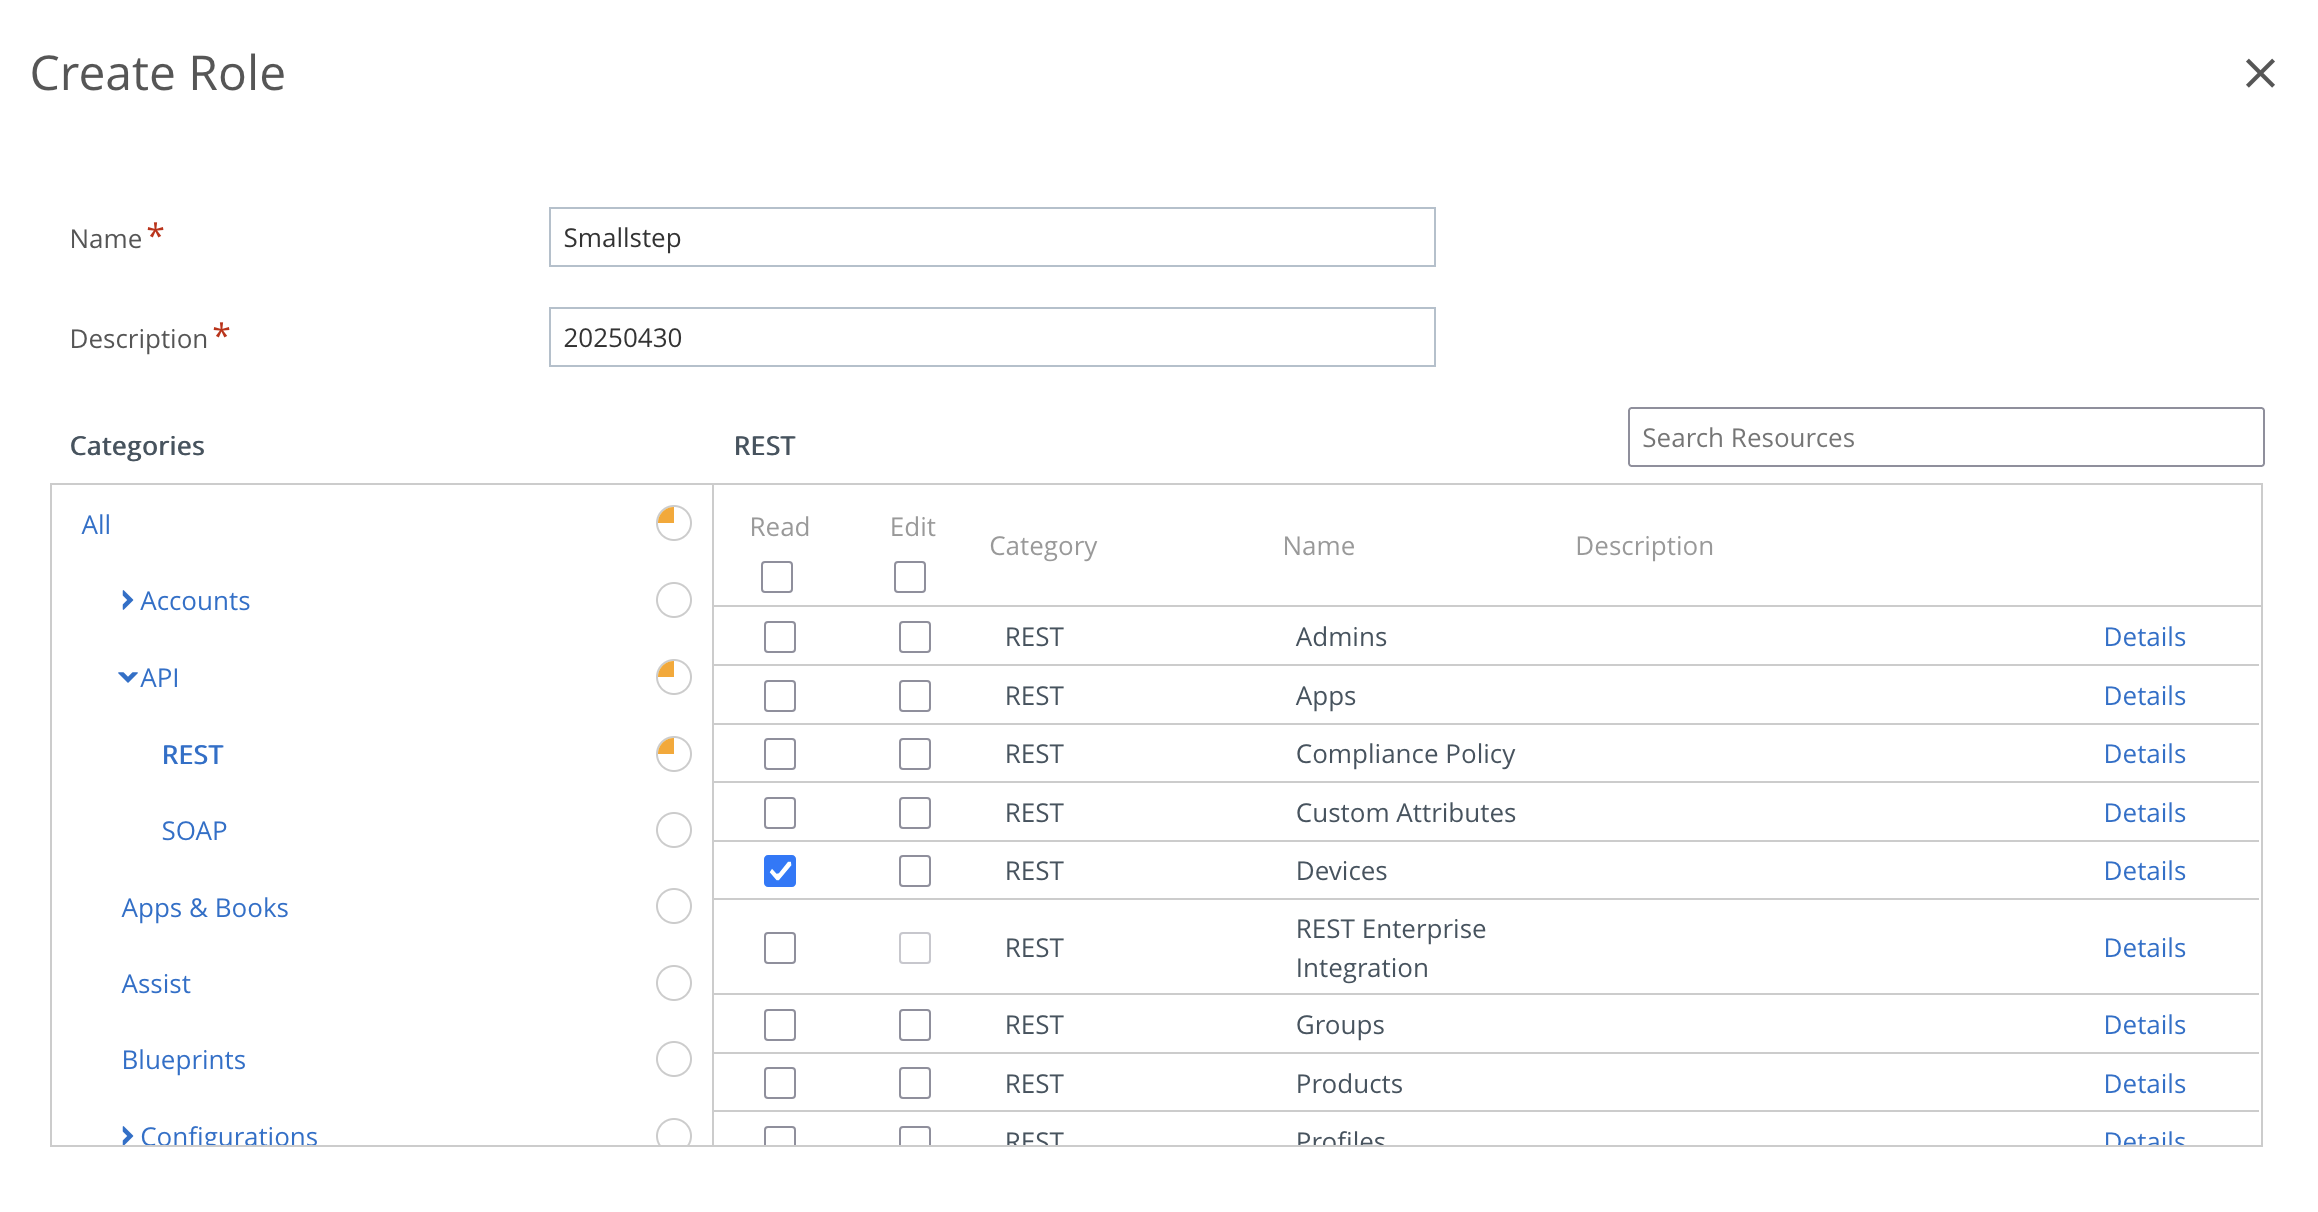 Create Role
Name *
Smallstep
Description *
20250430
Categories
REST
Search Resources
All
Accounts
API
REST
SOAP
Apps & Books
Assist
Blueprints
Configurations
Read Edit Category Name Description
REST Admins Details
REST Apps Details
REST Compliance Policy Details
REST Custom Attributes Details
REST Devices Details
REST REST Enterprise Details
Integration
REST Groups Details
REST Products Details
REST Profiles Details